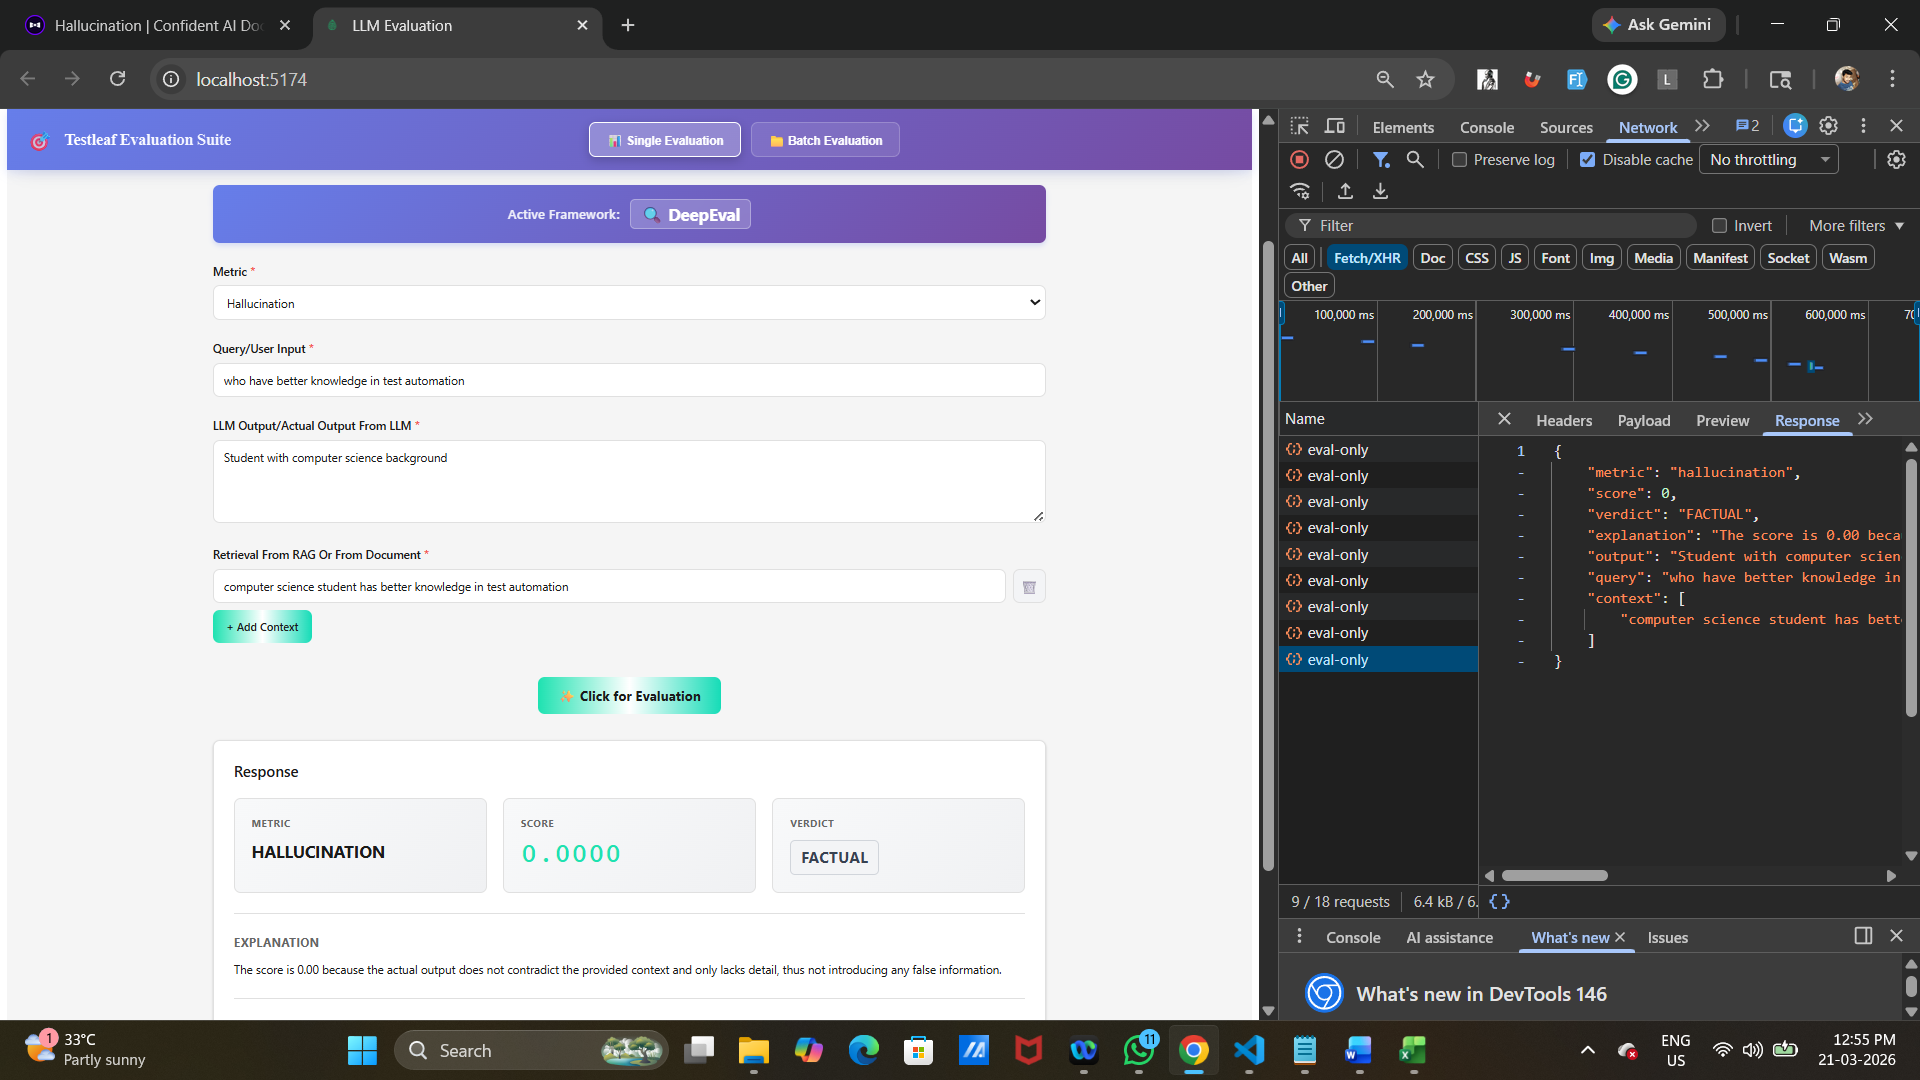 Hallucination | Confident AI Do
LLM Evaluation
Ask Gemini
localhost:5174
Testleaf Evaluation Suite
Single Evaluation
Batch Evaluation
Active Framework:
DeepEval
Metric *
Hallucination
Query/User Input *
who have better knowledge in test automation
LLM Output/Actual Output From LLM *
Student with computer science background
Retrieval From RAG Or From Document *
computer science student has better knowledge in test automation
+ Add Context
Click for Evaluation
Response
METRIC
HALLUCINATION
SCORE
0.0000
VERDICT
FACTUAL
EXPLANATION
The score is 0.00 because the actual output does not contradict the provided context and only lacks detail, thus not introducing any false information.
Elements
Console
Sources
Network
2
Preserve log
Disable cache
No throttling
Filter
Invert
More filters
All
Fetch/XHR
Doc
CSS
JS
Font
Img
Media
Manifest
Socket
Wasm
Other
100,000 ms
200,000 ms
300,000 ms
400,000 ms
500,000 ms
600,000 ms
70
Name
Headers
Payload
Preview
Response
eval-only
eval-only
eval-only
eval-only
eval-only
eval-only
eval-only
eval-only
eval-only
1 {
- "metric": "hallucination",
- "score": 0,
- "verdict": "FACTUAL",
- "explanation": "The score is 0.00 beca
- "output": "Student with computer scien
- "query": "who have better knowledge in
- "context": [
- "computer science student has bett
- ]
- }
9 / 18 requests
6.4 kB / 6.
{ }
Console
AI assistance
What's new
Issues
What's new in DevTools 146
1
33°C
Partly sunny
Search
11
ENG
US
12:55 PM
21-03-2026